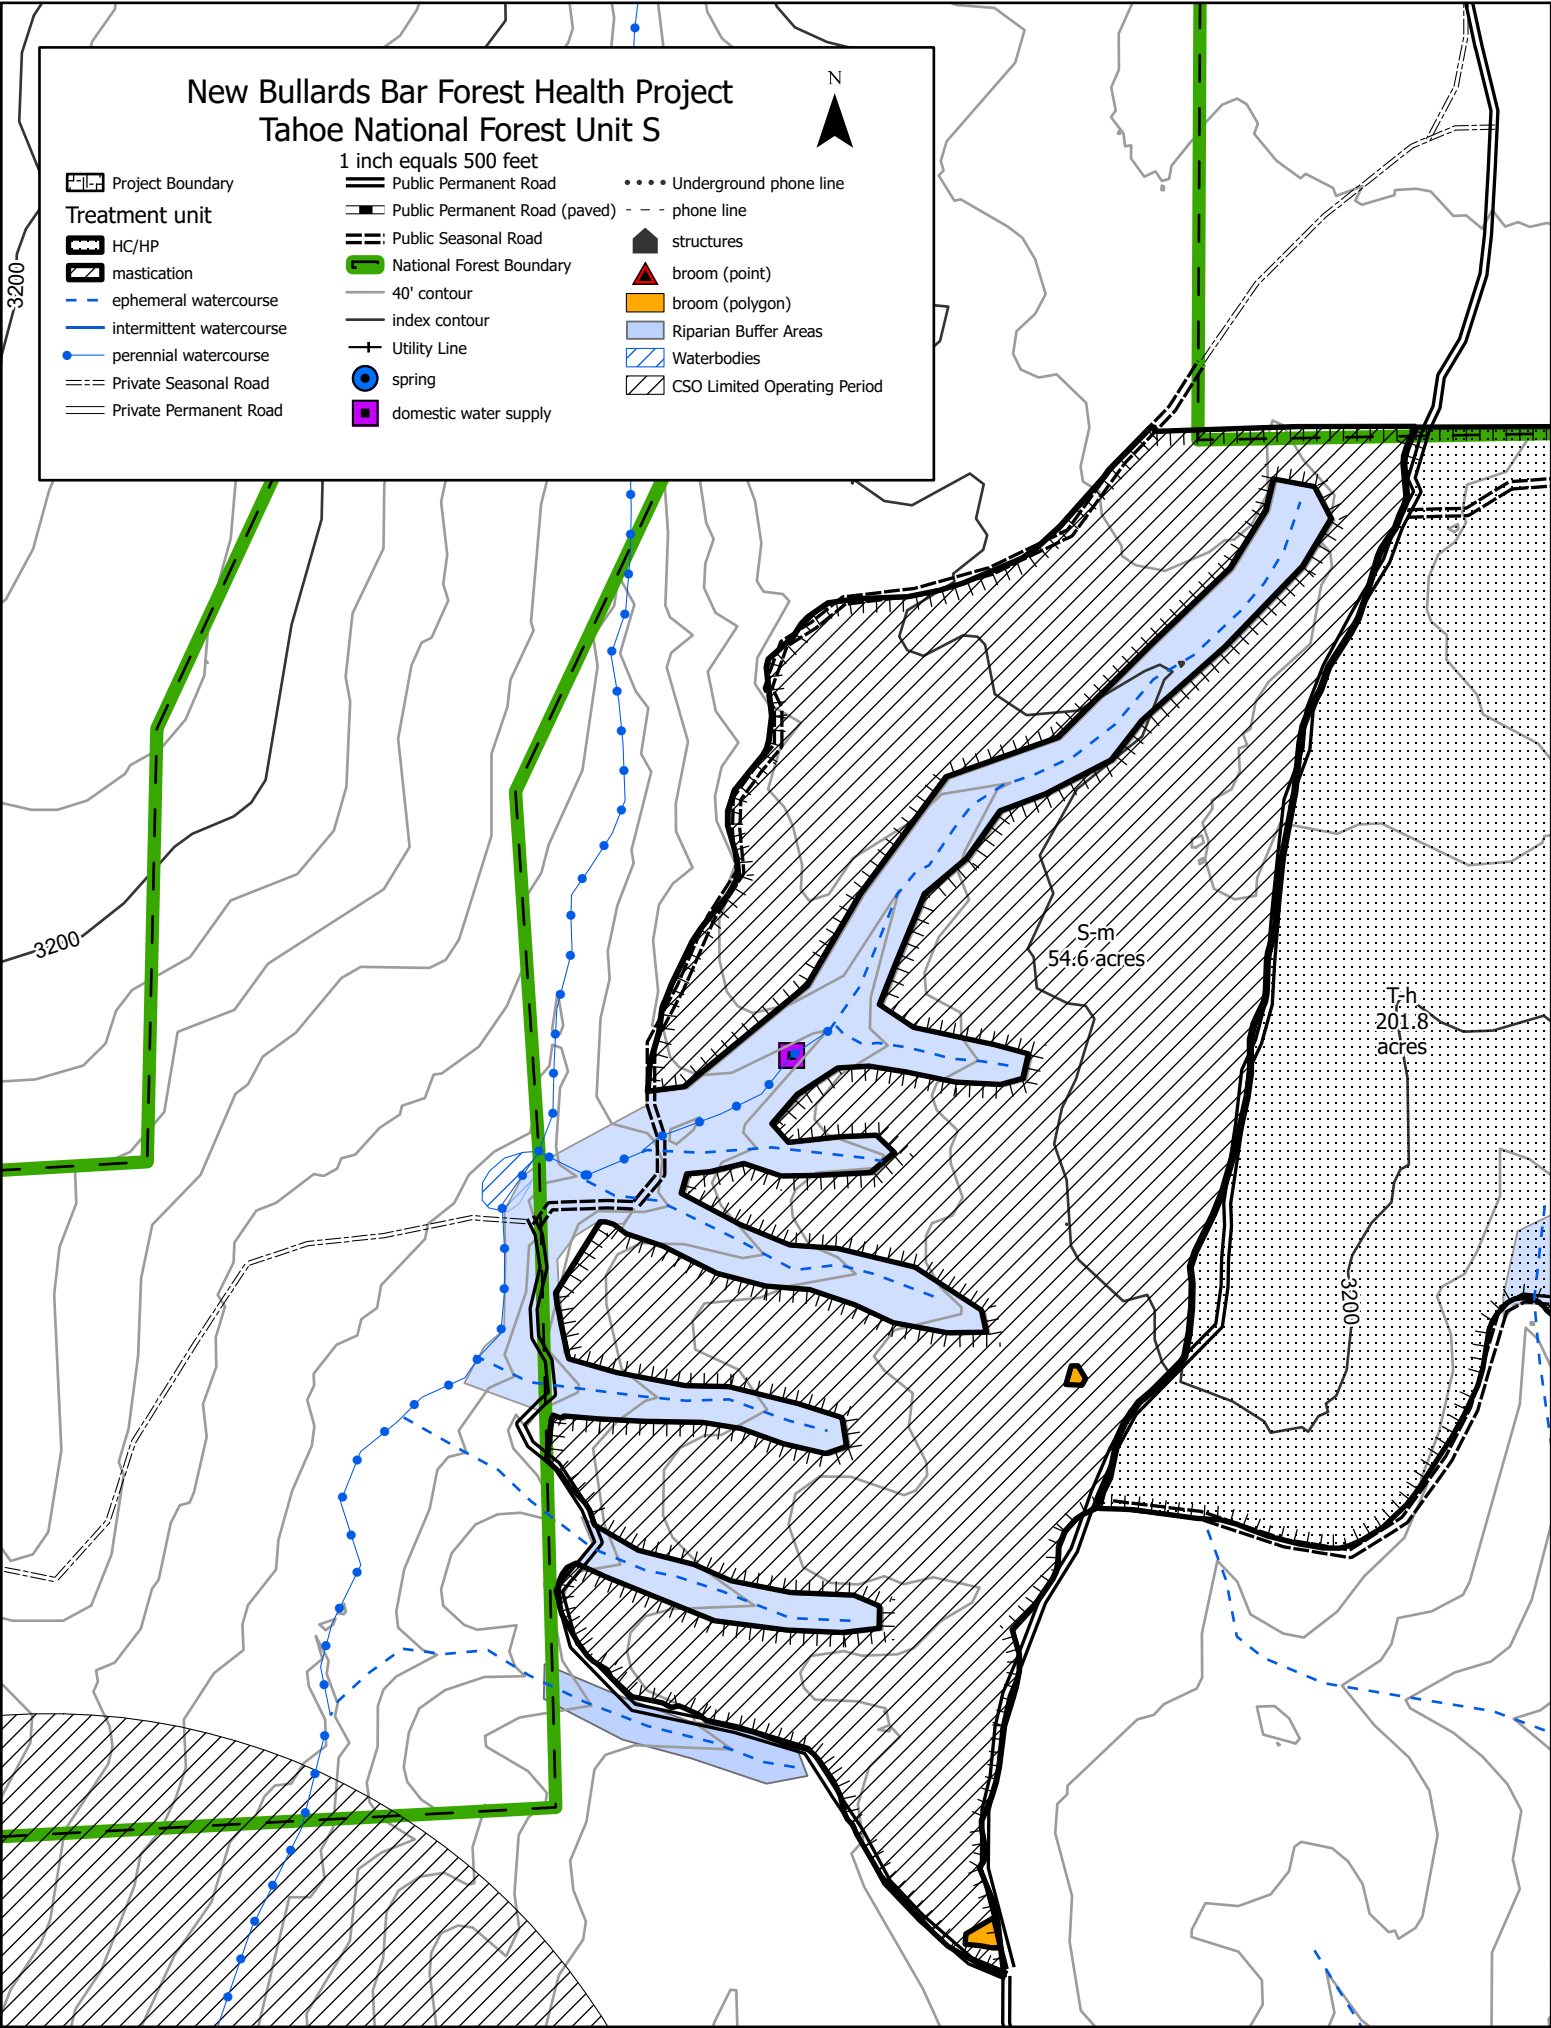 New Bullards Bar Forest Health Project
Tahoe National Forest Unit S
1 inch equals 500 feet
N
Project Boundary
Treatment unit
HC/HP
mastication
ephemeral watercourse
intermittent watercourse
perennial watercourse
Private Seasonal Road
Private Permanent Road
Public Permanent Road
Public Permanent Road (paved)
Public Seasonal Road
National Forest Boundary
40' contour
index contour
Utility Line
spring
domestic water supply
Underground phone line
phone line
structures
broom (point)
broom (polygon)
Riparian Buffer Areas
Waterbodies
CSO Limited Operating Period
3200
3200
S-m
54.6 acres
T-h
201.8
acres
3200